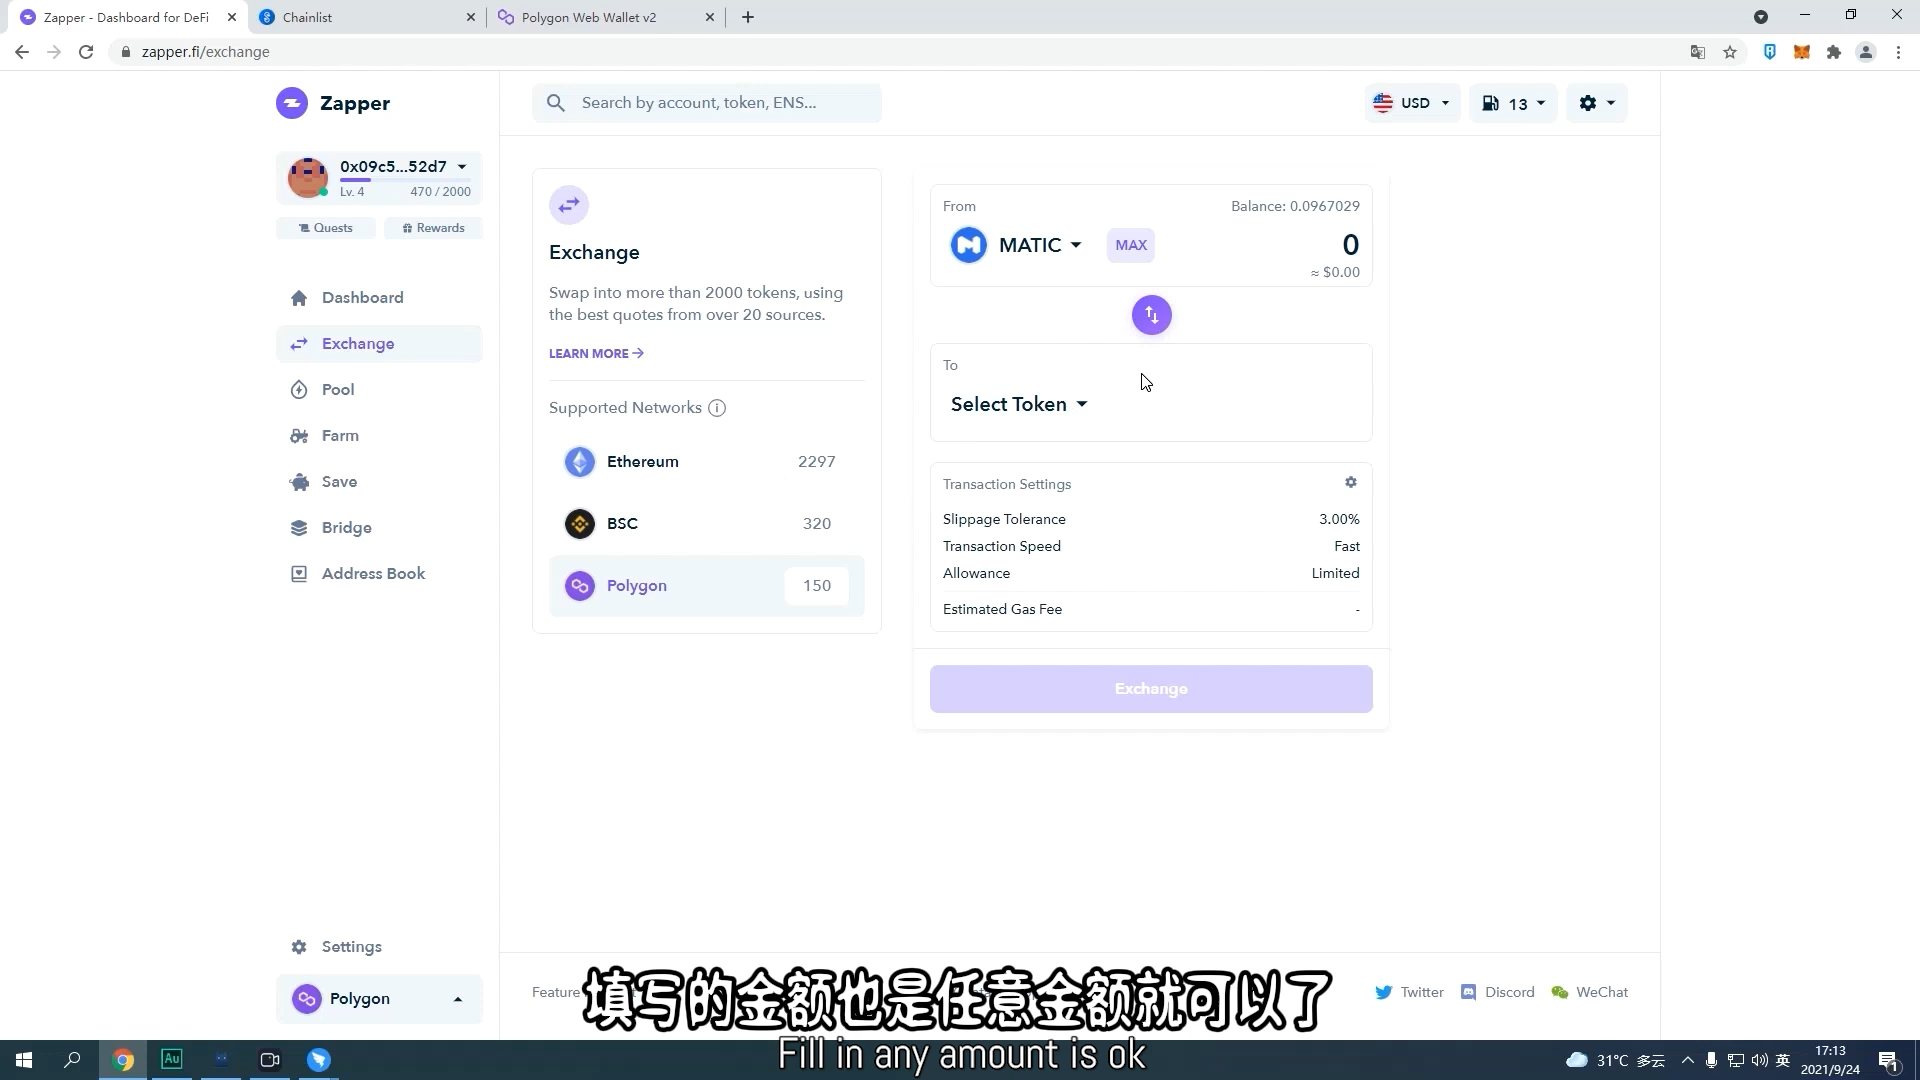 Zapper - Dashboard for DeFi
Chainlist
Polygon Web Wallet v2
zapper.fi/exchange
Zapper
Search by account, token, ENS...
USD
13
0x09c5...52d7
Lv. 4
470 / 2000
Quests
Rewards
Dashboard
Exchange
Pool
Farm
Save
Bridge
Address Book
Exchange
Swap into more than 2000 tokens, using
the best quotes from over 20 sources.
LEARN MORE
Supported Networks
Ethereum 2297
BSC 320
Polygon 150
From
Balance: 0.0967029
MATIC
MAX
0
≈ $0.00
To
Select Token
Transaction Settings
Slippage Tolerance 3.00%
Transaction Speed Fast
Allowance Limited
Estimated Gas Fee -
Exchange
Settings
Polygon
Feature
Twitter
Discord
WeChat
填写的金额也是任意金额就可以了
Fill in any amount is ok
Au
31°C 多云
英
17:13
2021/9/24
1